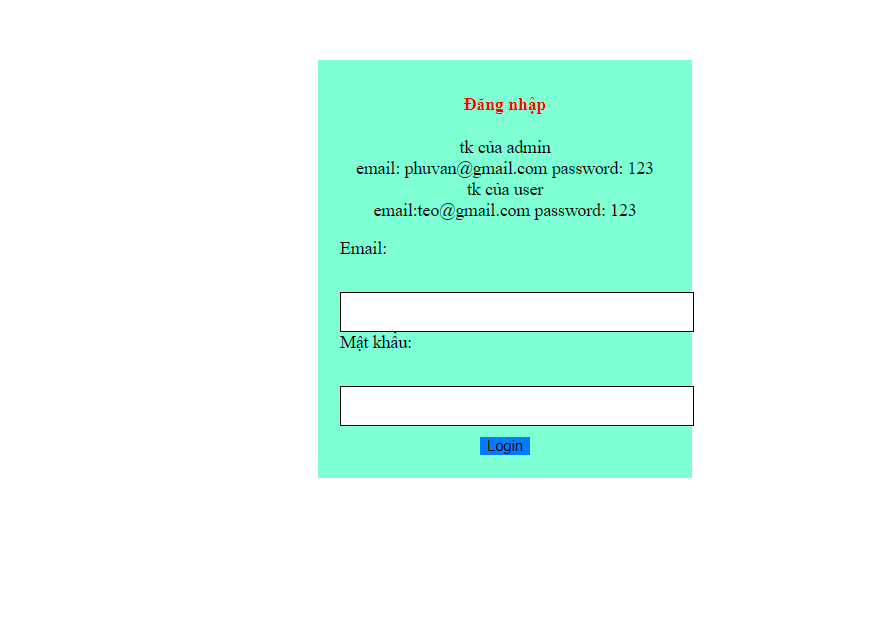 Đăng nhập
tk của admin
email: phuvan@gmail.com password: 123
tk của user
email:teo@gmail.com password: 123
Email:
Mật khẩu:
Login